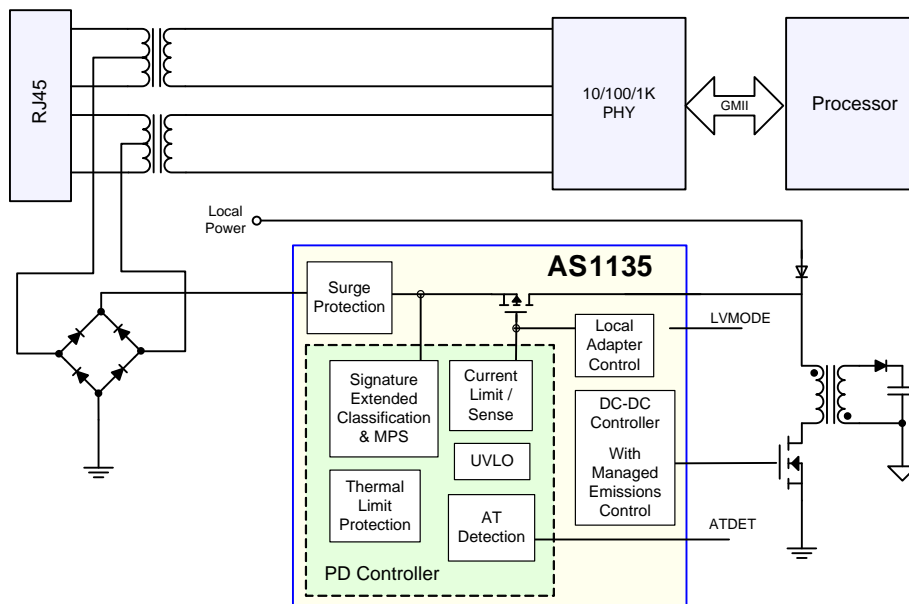 RJ45
10/100/1K
PHY
GMII
Processor
Local
Power
AS1135
Surge
Protection
LVMODE
Local
Adapter
Control
Signature
Extended
Classification
& MPS
Current
Limit /
Sense
DC-DC
Controller
With
Managed
Emissions
Control
UVLO
Thermal
Limit
Protection
AT
Detection
ATDET
PD Controller